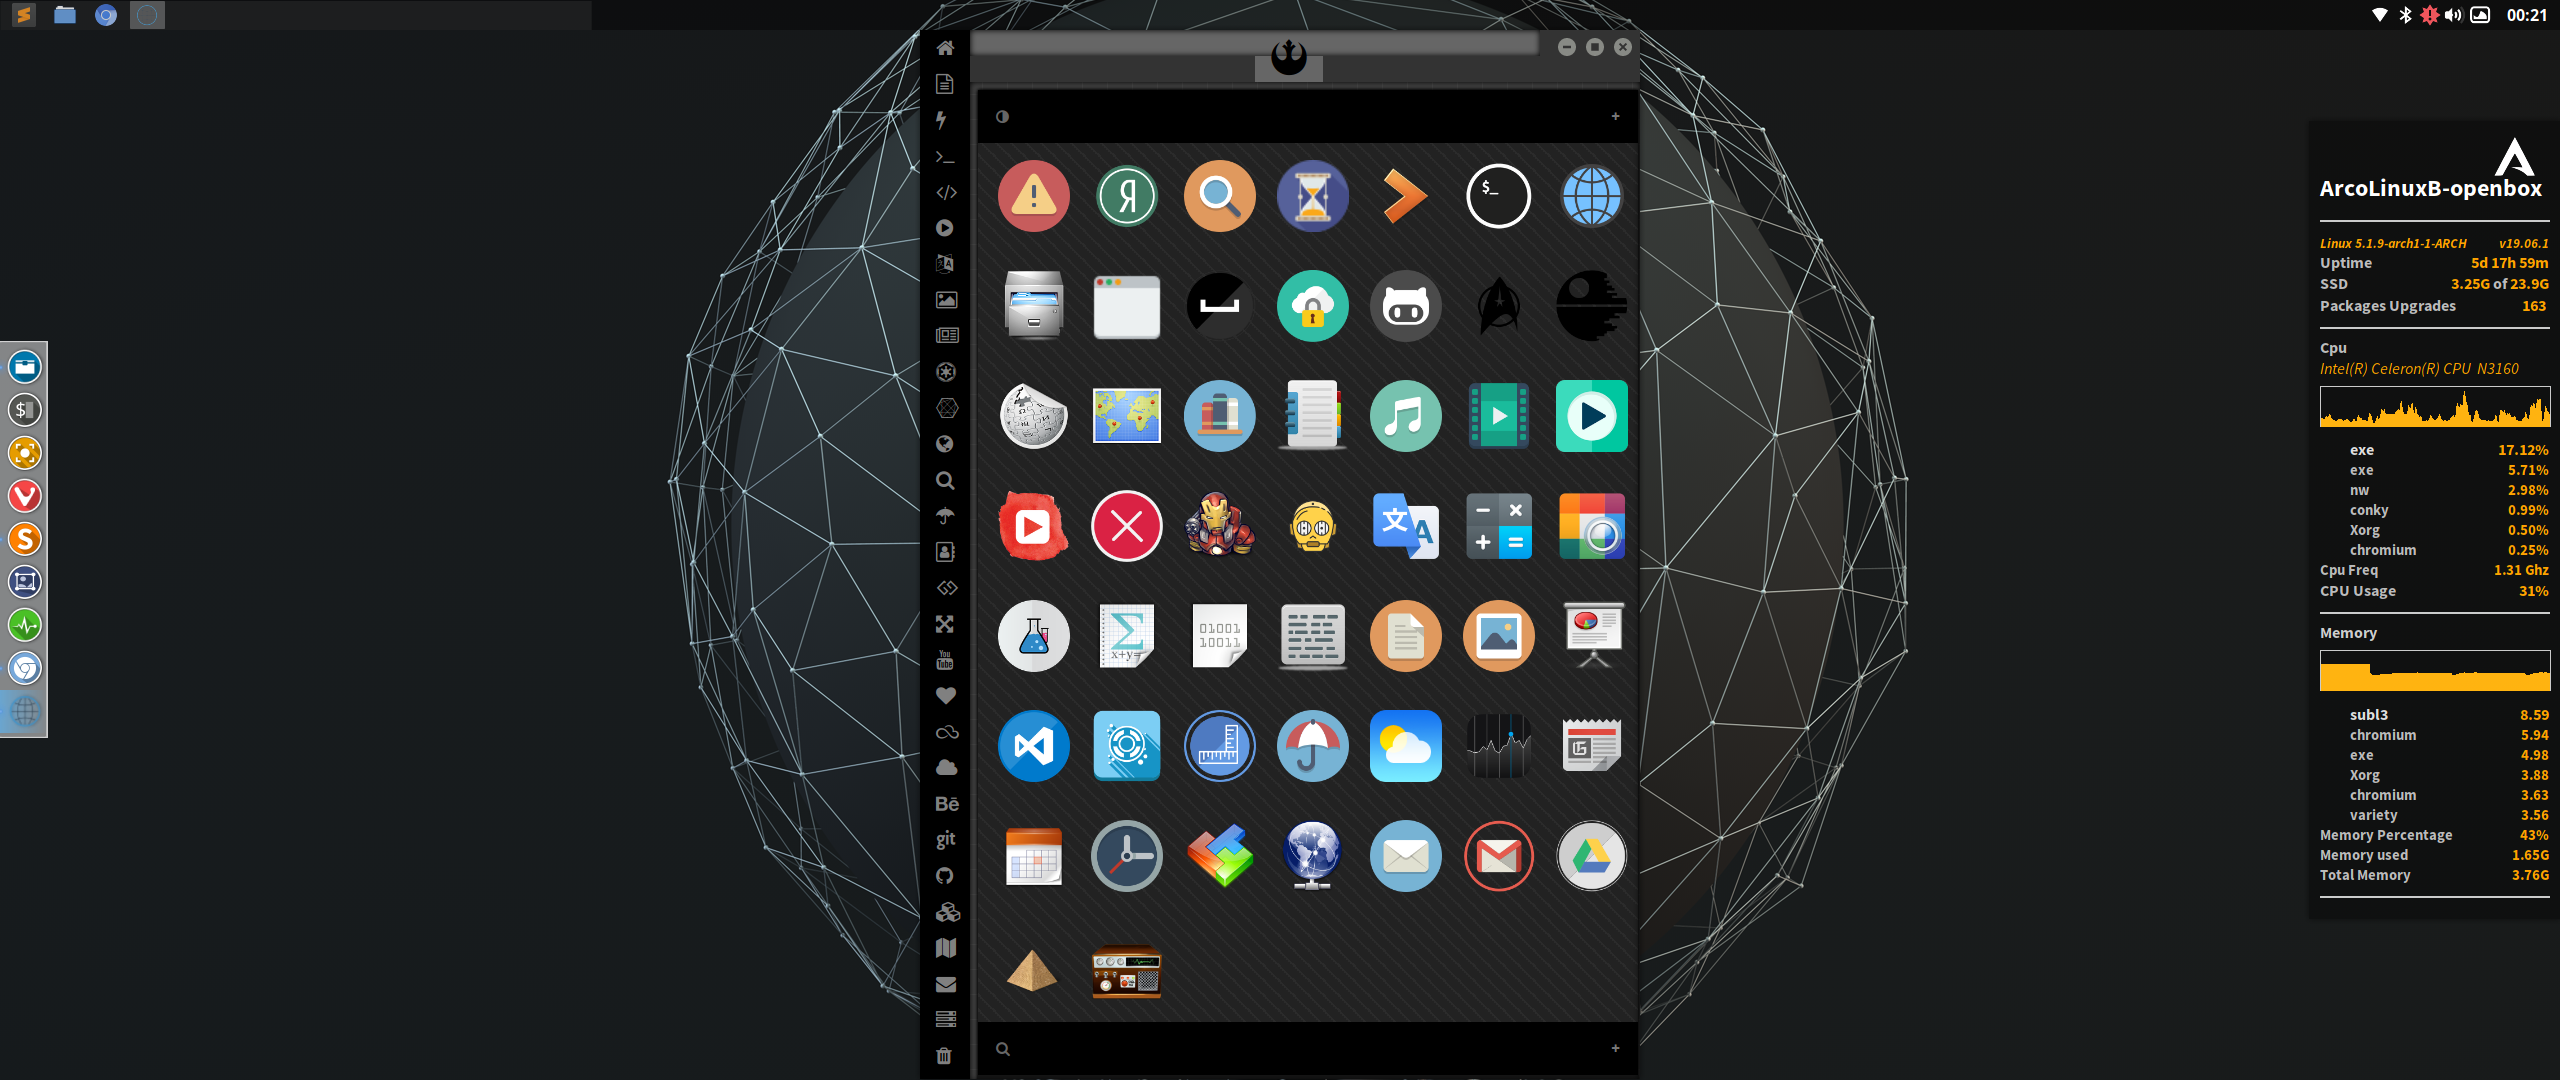 00:21
$_
Я
文
A
x+y=
01001
10011
You
Tube
Bē
git
S
$
ArcoLinuxB-openbox
Linux 5.1.9-arch1-1-ARCH v19.06.1
Uptime 5d 17h 59m
SSD 3.25G of 23.9G
Packages Upgrades 163
Cpu
Intel(R) Celeron(R) CPU N3160
exe 17.12%
exe 5.71%
nw 2.98%
conky 0.99%
Xorg 0.50%
chromium 0.25%
Cpu Freq 1.31 Ghz
CPU Usage 31%
Memory
subl3 8.59
chromium 5.94
exe 4.98
Xorg 3.88
chromium 3.63
variety 3.56
Memory Percentage 43%
Memory used 1.65G
Total Memory 3.76G